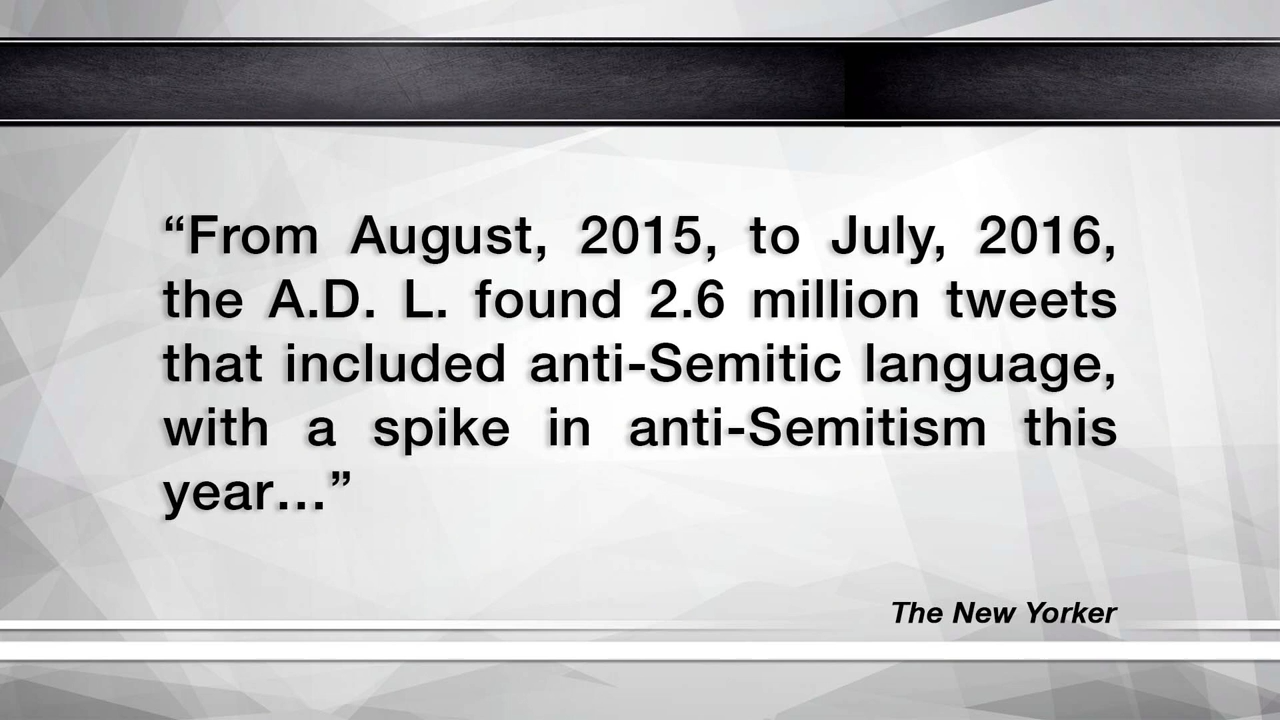 “From August, 2015, to July, 2016,
the A.D. L. found 2.6 million tweets
that included anti-Semitic language,
with a spike in anti-Semitism this
year...”
The New Yorker